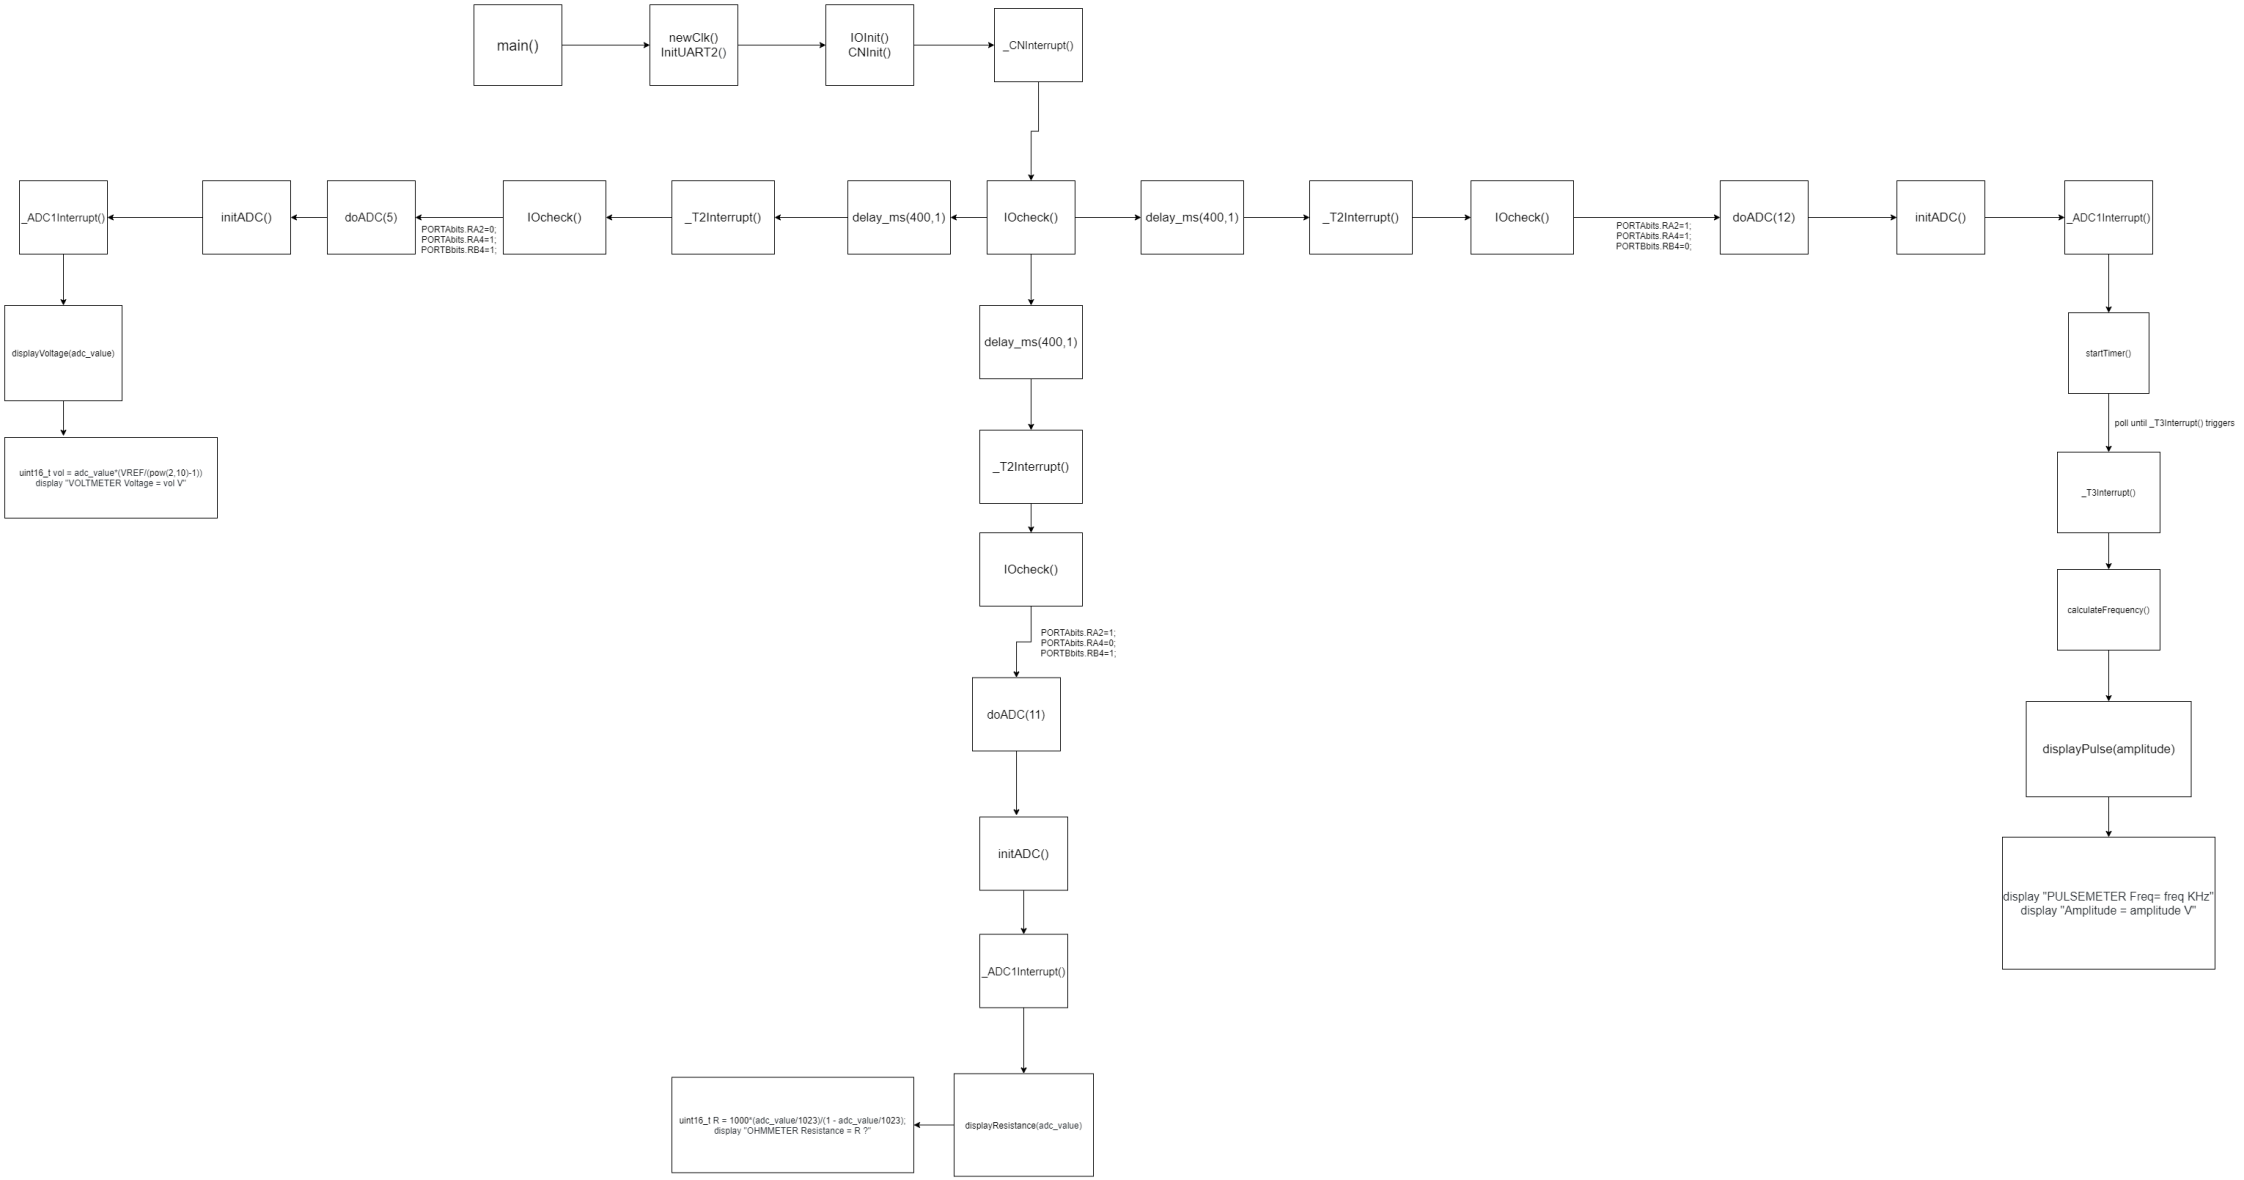 main()
newClk()
InitUART2()
IOInit()
CNInit()
_CNInterrupt()
_ADC1Interrupt()
initADC()
doADC(5)
PORTAbits.RA2=0;
PORTAbits.RA4=1;
PORTBbits.RB4=1;
IOcheck()
_T2Interrupt()
delay_ms(400,1)
IOcheck()
delay_ms(400,1)
_T2Interrupt()
IOcheck()
PORTAbits.RA2=1;
PORTAbits.RA4=1;
PORTBbits.RB4=0;
doADC(12)
initADC()
_ADC1Interrupt()
displayVoltage(adc_value)
uint16_t vol = adc_value*(VREF/(pow(2,10)-1))
display "VOLTMETER Voltage = vol V"
delay_ms(400,1)
_T2Interrupt()
IOcheck()
PORTAbits.RA2=1;
PORTAbits.RA4=0;
PORTBbits.RB4=1;
doADC(11)
initADC()
_ADC1Interrupt()
displayResistance(adc_value)
uint16_t R = 1000*(adc_value/1023)/(1 - adc_value/1023);
display "OHMMETER Resistance = R ?"
startTimer()
poll until _T3Interrupt() triggers
_T3Interrupt()
calculateFrequency()
displayPulse(amplitude)
display "PULSEMETER Freq= freq KHz"
display "Amplitude = amplitude V"